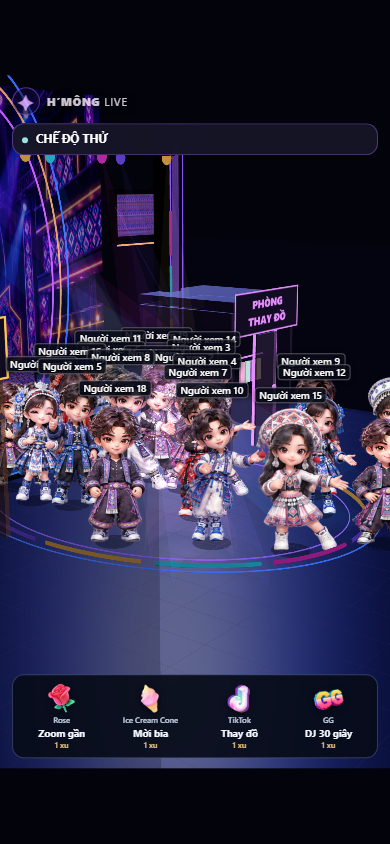 H'MÔNG LIVE
CHẾ ĐỘ THỬ
PHÒNG
THAY ĐỒ
Người xem 11
Người xem 14
Người xem 3
Người xem 8
Người xem 4
Người xem 9
Người xem 5
Người xem 7
Người xem 12
Người xem 18
Người xem 10
Người xem 15
Rose
Ice Cream Cone
TikTok
GG
Zoom gần
Mời bia
Thay đồ
DJ 30 giây
1 xu
1 xu
1 xu
1 xu